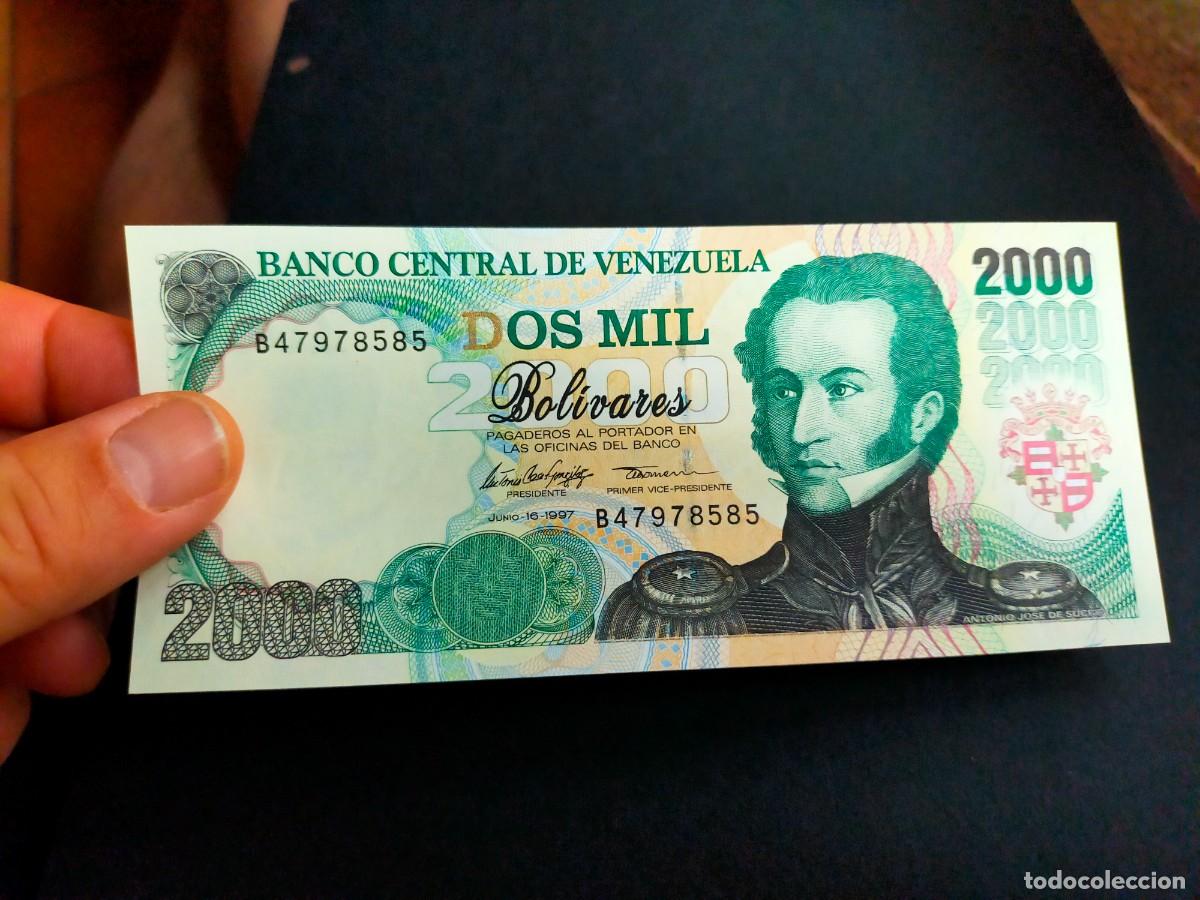 BANCO CENTRAL DE VENEZUELA
2000
2000
2000
B47978585
DOS MIL
2000
Bolívares
PAGADEROS AL PORTADOR EN
LAS OFICINAS DEL BANCO
PRESIDENTE
PRIMER VICE-PRESIDENTE
JUNIO-16-1997
B47978585
2000
ANTONIO JOSE DE SUCRE
todocoleccion